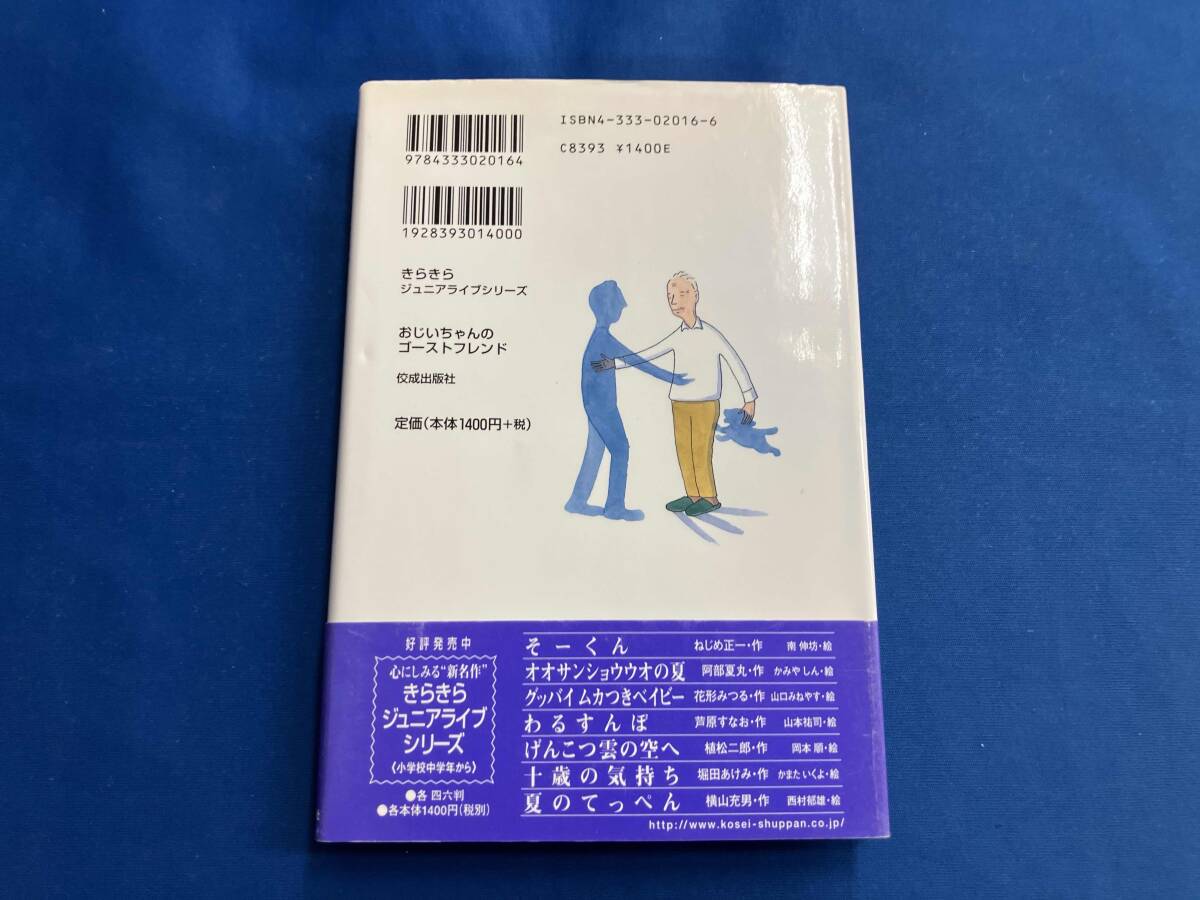 ISBN4-333-02016-6
C8393 ¥1400E
9784333020164
1928393014000
きらきら
ジュニアライブシリーズ
おじいちゃんの
ゴーストフレンド
佼成出版社
定価(本体1400円+税)
好評発売中
心にしみる“新名作”
きらきら
ジュニアライブ
シリーズ
〈小学校中学年から〉
●各 四六判
●各本体1400円(税別)
そーくん ねじめ正一・作 南 伸坊・絵
オオサンショウウオの夏 阿部夏丸・作 かみや しん・絵
グッバイムカつきベイビー 花形みつる・作 山口みねやす・絵
わるすんぼ 芦原すなお・作 山本祐司・絵
げんこつ雲の空へ 植松二郎・作 岡本 順・絵
十歳の気持ち 堀田あけみ・作 かまた いくよ・絵
夏のてっぺん 横山充男・作 西村郁雄・絵
http://www.kosei-shuppan.co.jp/